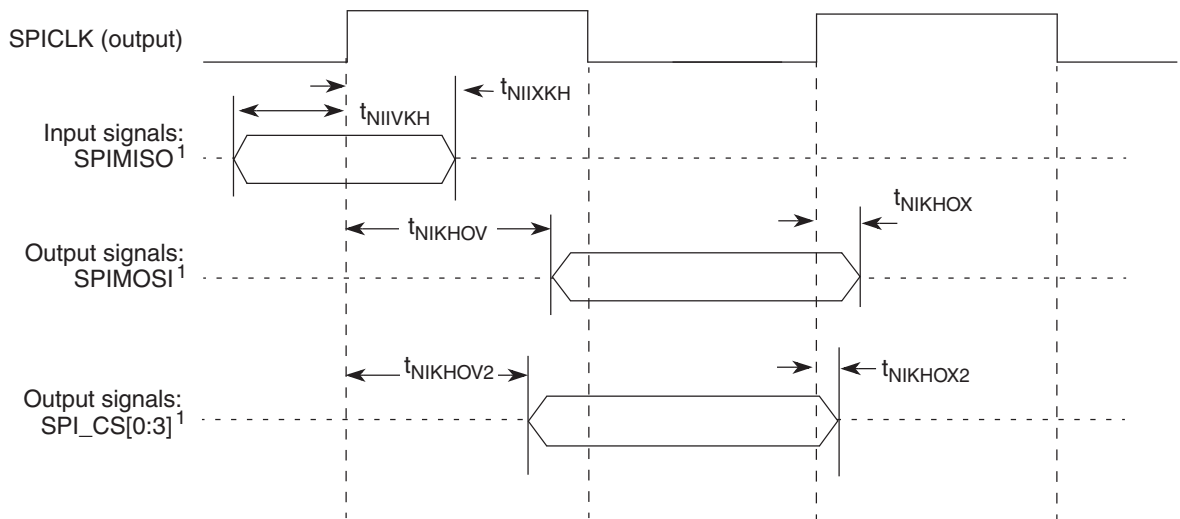 SPICLK (output)
tNIIXKH
tNIIVKH
Input signals:
SPIMISO1
tNIKHOX
tNIKHOV
Output signals:
SPIMOSI1
tNIKHOV2
tNIKHOX2
Output signals:
SPI_CS[0:3]1